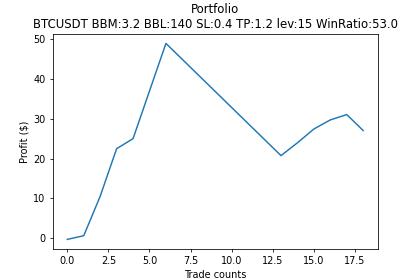 Portfolio
BTCUSDT BBM:3.2 BBL:140 SL:0.4 TP:1.2 lev:15 WinRatio:53.0
50
40
30
20
10
0
Profit ($)
0.0 2.5 5.0 7.5 10.0 12.5 15.0 17.5
Trade counts